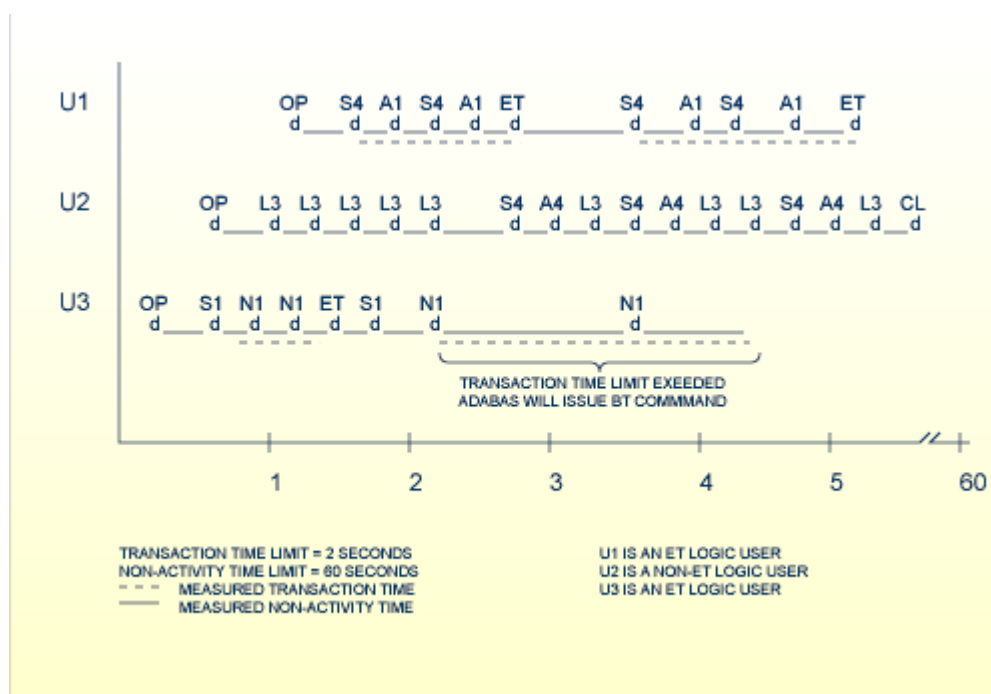 OP S4 A1 S4 A1 ET S4 A1 S4 A1 ET
U1
d d d d d d d d d d d
OP L3 L3 L3 L3 L3 S4 A4 L3 S4 A4 L3 L3 S4 A4 L3 CL
U2
d d d d d d d d d d d d d d d d d
U3 OP S1 N1 N1 ET S1 N1 N1
d d d d d d d d
TRANSACTION TIME LIMIT EXEEDED
ADABAS WILL ISSUE BT COMMMAND
1 2 3 4 5 60
TRANSACTION TIME LIMIT = 2 SECONDS
NON-ACTIVITY TIME LIMIT = 60 SECONDS
MEASURED TRANSACTION TIME
MEASURED NON-ACTIVITY TIME
U1 IS AN ET LOGIC USER
U2 IS A NON-ET LOGIC USER
U3 IS AN ET LOGIC USER